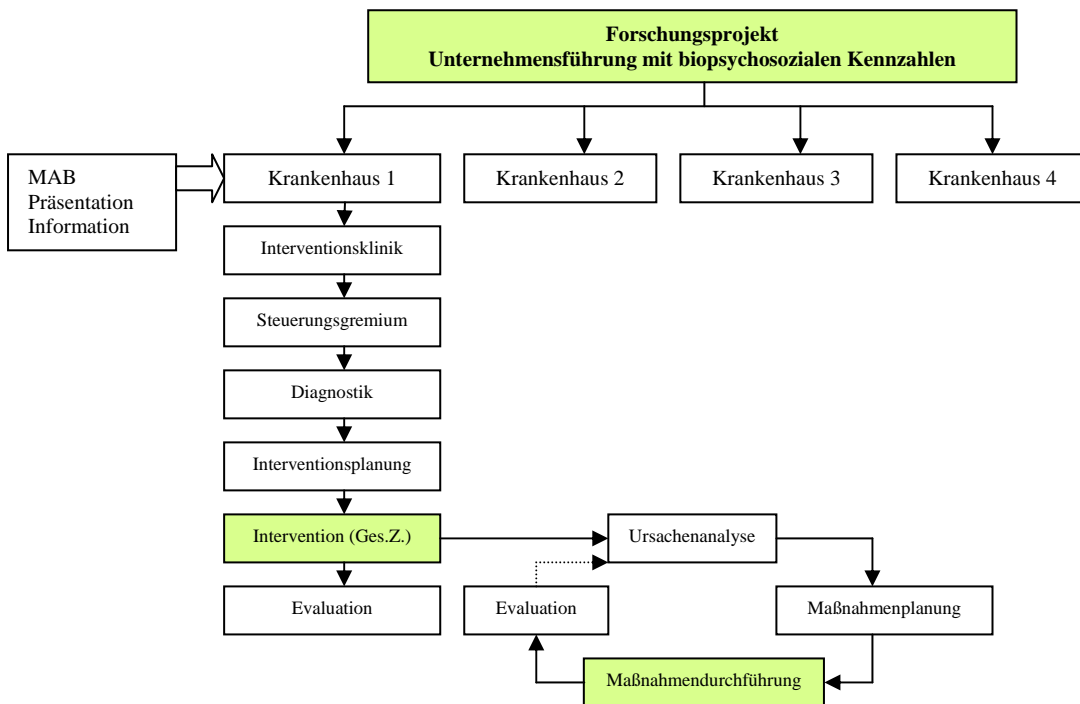 Forschungsprojekt
Unternehmensführung mit biopsychosozialen Kennzahlen
MAB
Präsentation
Information
Krankenhaus 1
Krankenhaus 2
Krankenhaus 3
Krankenhaus 4
Interventionsklinik
Steuerungsgremium
Diagnostik
Interventionsplanung
Intervention (Ges.Z.)
Ursachenanalyse
Evaluation
Evaluation
Maßnahmenplanung
Maßnahmendurchführung